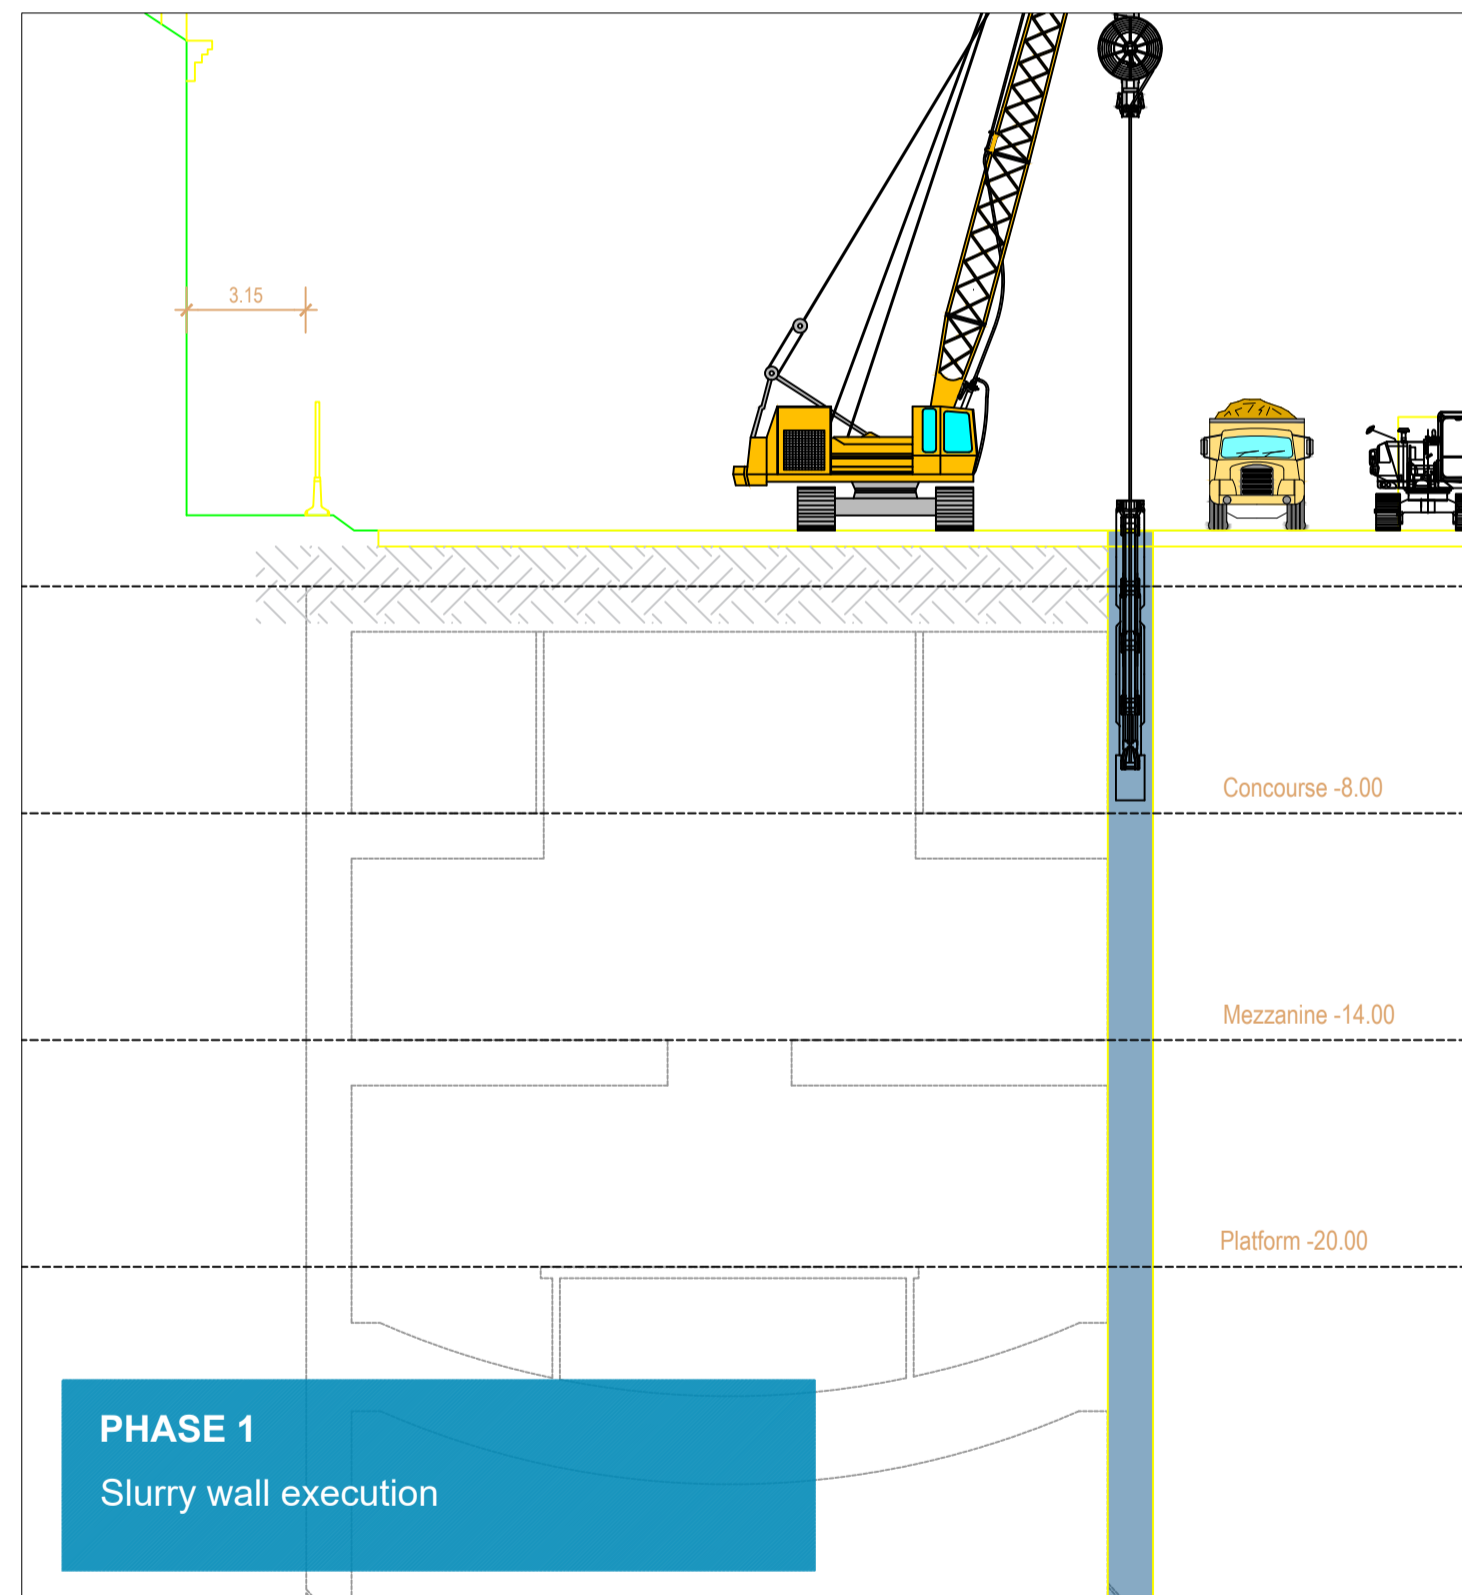 3.15
Concourse -8.00
Mezzanine -14.00
Platform -20.00
PHASE 1
Slurry wall execution